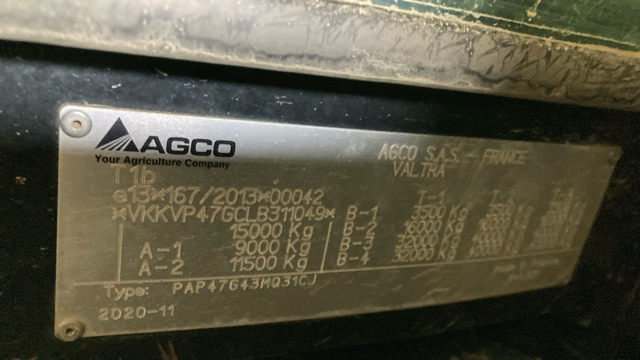 AGCO
Your Agriculture Company
AGCO S.A.S. - FRANCE
VALTRA
T1b
e13*167/2013*00042
*VKKVP47GCLB311049*
15000 Kg
A-1 9000 Kg
A-2 11500 Kg
T-1
B-1 3500 Kg
B-2 16000 Kg
B-3 32000 Kg
B-4 32000 Kg
Type: PAP47G43MQ31CJ
2020-11